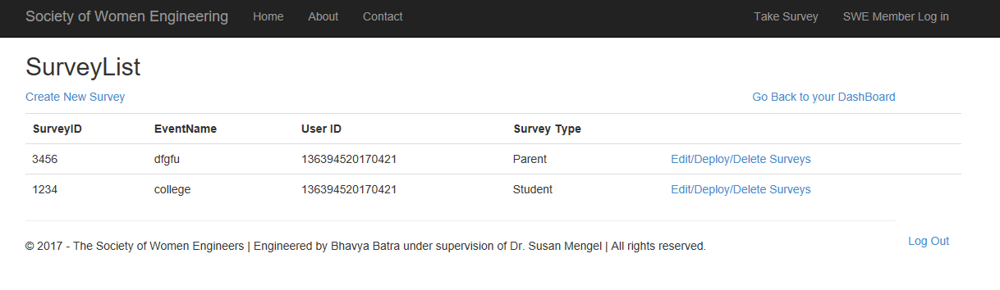 Society of Women Engineering Home About Contact Take Survey SWE Member Log in
SurveyList
Create New Survey Go Back to your DashBoard
SurveyID EventName User ID Survey Type
3456 dfgfu 136394520170421 Parent Edit/Deploy/Delete Surveys
1234 college 136394520170421 Student Edit/Deploy/Delete Surveys
© 2017 - The Society of Women Engineers | Engineered by Bhavya Batra under supervision of Dr. Susan Mengel | All rights reserved. Log Out